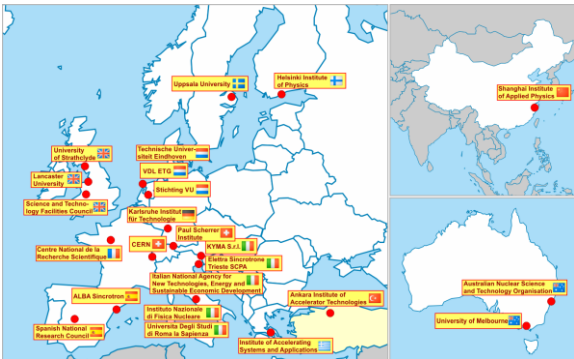 Uppsala University
Helsinki Institute
of Physics
Shanghai Institute
of Applied Physics
University
of Strathclyde
Technische Univer-
siteit Eindhoven
VDL ETG
Lancaster
University
Stichting VU
Science and Techno-
logy Facilities Council
Karlsruhe Institut
für Technologie
Paul Scherrer
Institute
CERN
KYMA S.r.l.
Centre National de la
Recherche Scientifique
Elettra Sincrotrone
Trieste SCPA
Italian National Agency for
New Technologies, Energy and
Sustainable Economic Development
ALBA Sincrotron
Istituto Nazionale
di Fisica Nucleare
Ankara Institute of
Accelerator Technologies
Spanish National
Research Council
Universita Degli Studi
di Roma la Sapienza
Institute of Accelerating
Systems and Applications
Australian Nuclear Science
and Technology Organisation
University of Melbourne